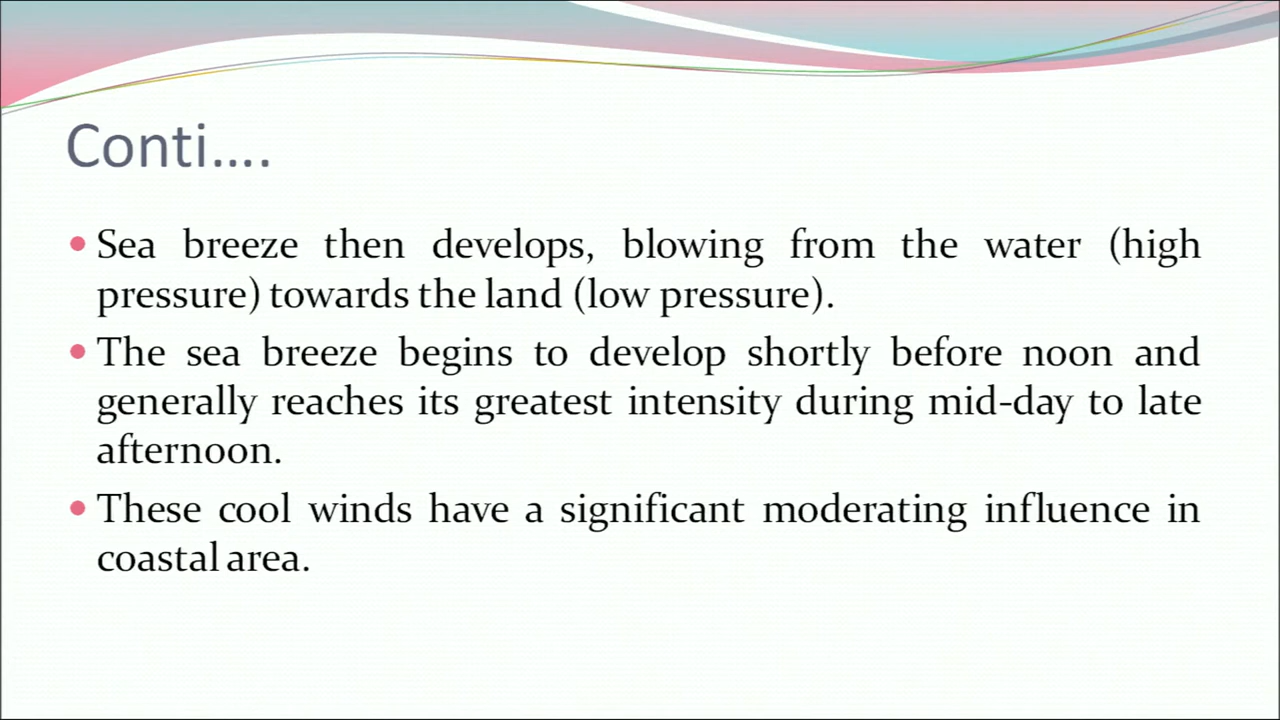 Conti....
• Sea breeze then develops, blowing from the water (high
pressure) towards the land (low pressure).
• The sea breeze begins to develop shortly before noon and
generally reaches its greatest intensity during mid-day to late
afternoon.
• These cool winds have a significant moderating influence in
coastal area.